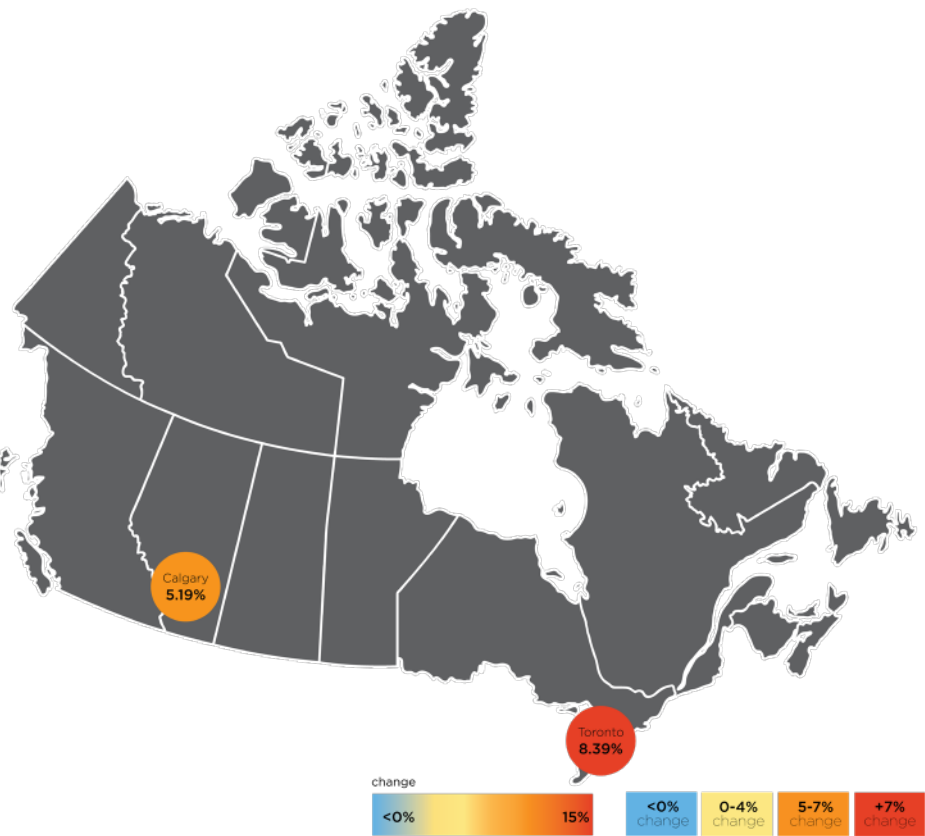 Calgary
5.19%
Toronto
8.39%
change
<0% 15%
<0%
change
0-4%
change
5-7%
change
+7%
change